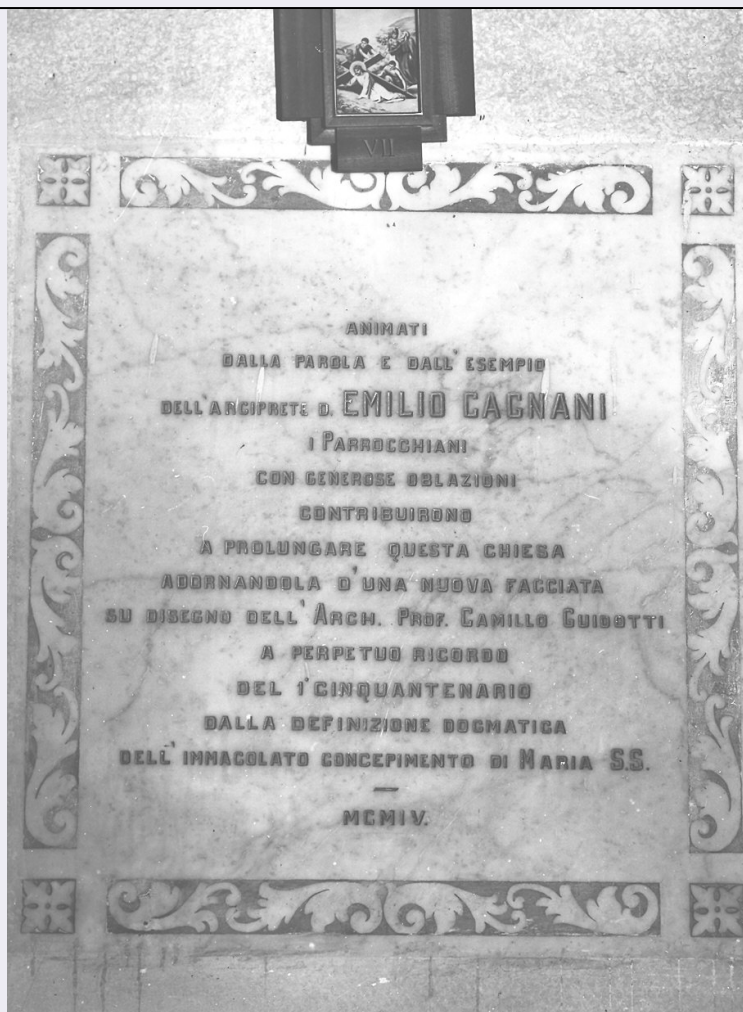 VII
ANIMATI
DALLA PAROLA E DALL'ESEMPIO
DELL'ARCIPRETE D. EMILIO CAGNANI
I PARROCCHIANI
CON GENEROSE OBLAZIONI
CONTRIBUIRONO
A PROLUNGARE QUESTA CHIESA
ADORNANDOLA D'UNA NUOVA FACCIATA
SU DISEGNO DELL'ARCH. PROF. CAMILLO GUIDOTTI
A PERPETUO RICORDO
DEL 1° CINQUANTENARIO
DALLA DEFINIZIONE DOGMATICA
DELL'IMMACOLATO CONCEPIMENTO DI MARIA S.S.
—
MCMIV.